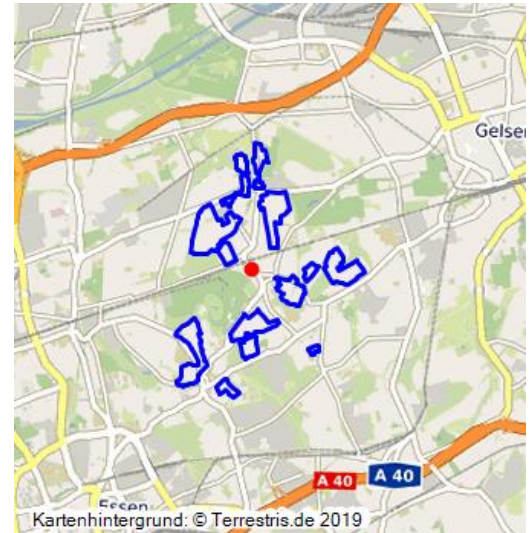 Gelsen
A 40
A 40
Essen
Kartenhintergrund: © Terrestris.de 2019